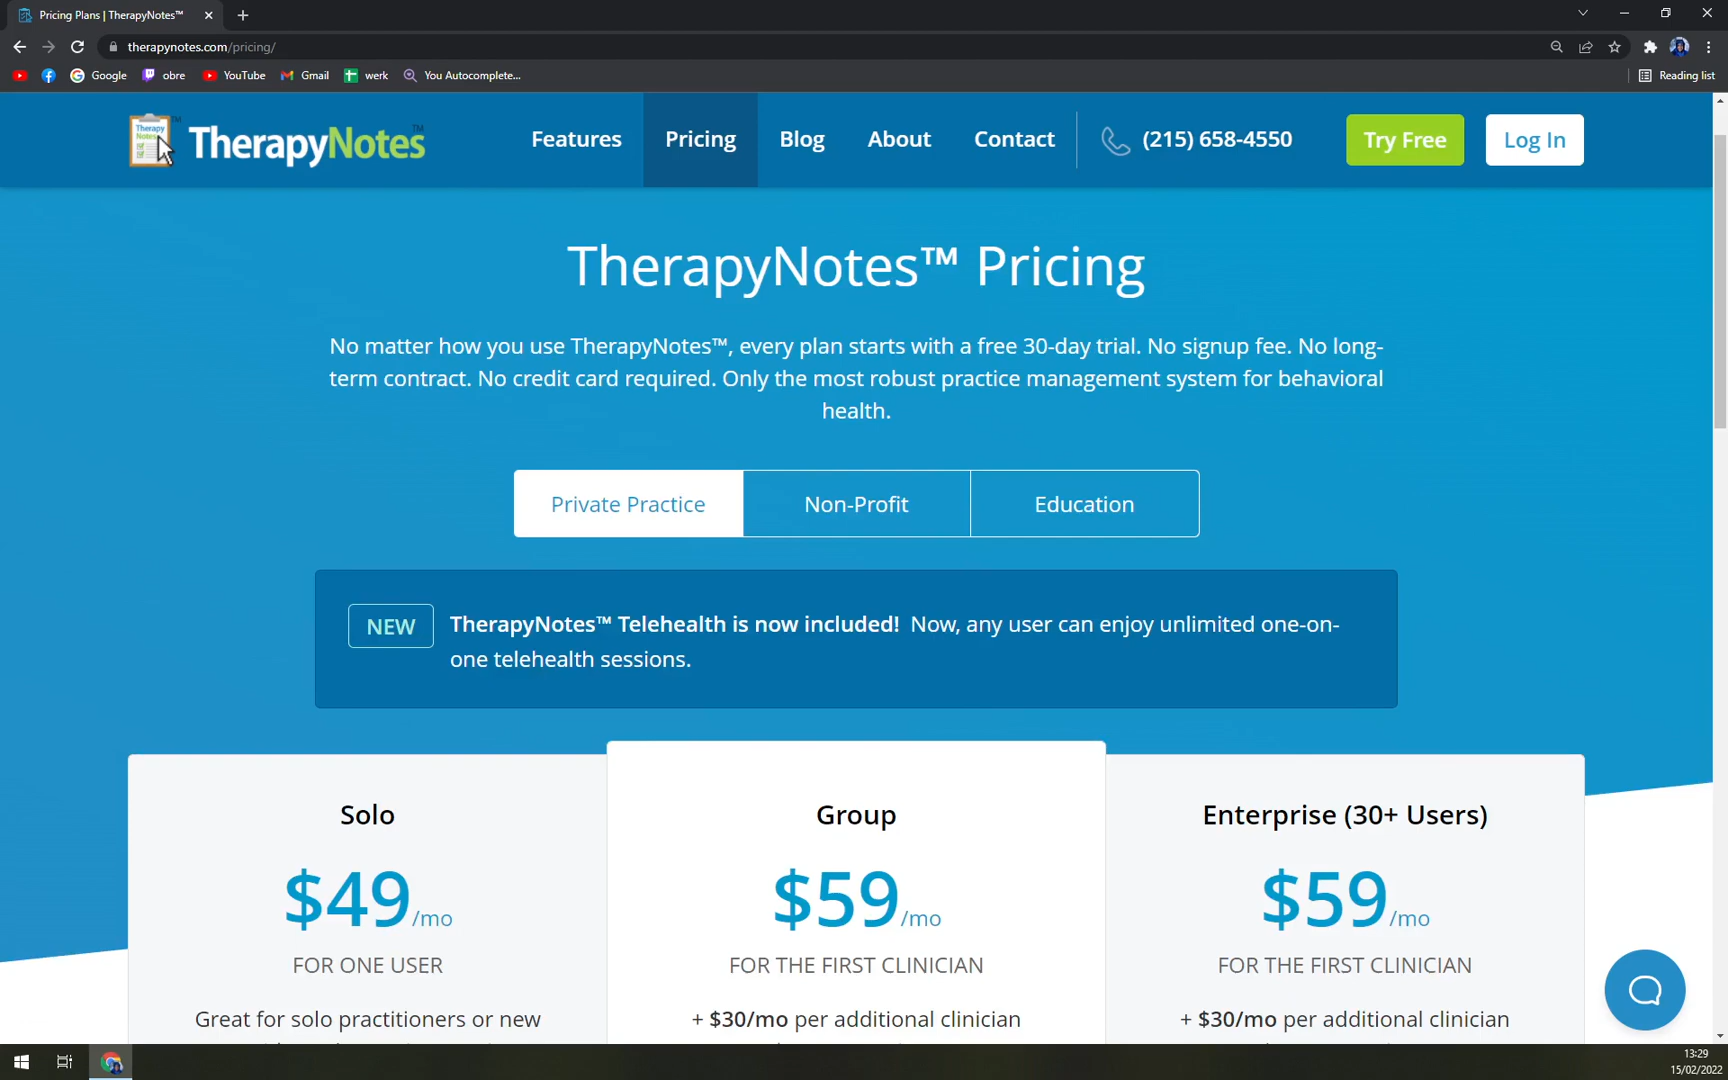 Pricing Plans | TherapyNotes™
therapynotes.com/pricing/
Google
obre
YouTube
Gmail
werk
You Autocomplete...
Reading list
Therapy
Notes
TherapyNotes™
Features
Pricing
Blog
About
Contact
(215) 658-4550
Try Free
Log In
TherapyNotes™ Pricing
No matter how you use TherapyNotes™, every plan starts with a free 30-day trial. No signup fee. No long-
term contract. No credit card required. Only the most robust practice management system for behavioral
health.
Private Practice
Non-Profit
Education
NEW
TherapyNotes™ Telehealth is now included! Now, any user can enjoy unlimited one-on-
one telehealth sessions.
Solo
$49/mo
FOR ONE USER
Great for solo practitioners or new
Group
$59/mo
FOR THE FIRST CLINICIAN
+ $30/mo per additional clinician
Enterprise (30+ Users)
$59/mo
FOR THE FIRST CLINICIAN
+ $30/mo per additional clinician
13:29
15/02/2022